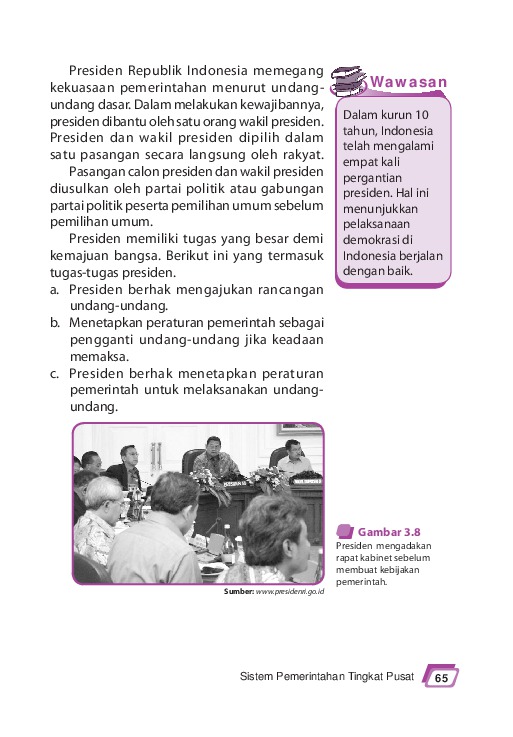 Presiden Republik Indonesia memegang
kekuasaan pemerintahan menurut undang-
undang dasar. Dalam melakukan kewajibannya,
presiden dibantu oleh satu orang wakil presiden.
Presiden dan wakil presiden dipilih dalam
satu pasangan secara langsung oleh rakyat.
Pasangan calon presiden dan wakil presiden
diusulkan oleh partai politik atau gabungan
partai politik peserta pemilihan umum sebelum
pemilihan umum.
Presiden memiliki tugas yang besar demi
kemajuan bangsa. Berikut ini yang termasuk
tugas-tugas presiden.
a. Presiden berhak mengajukan rancangan
undang-undang.
b. Menetapkan peraturan pemerintah sebagai
pengganti undang-undang jika keadaan
memaksa.
c. Presiden berhak menetapkan peraturan
pemerintah untuk melaksanakan undang-
undang.
Wawasan
Dalam kurun 10
tahun, Indonesia
telah mengalami
empat kali
pergantian
presiden. Hal ini
menunjukkan
pelaksanaan
demokrasi di
Indonesia berjalan
dengan baik.
Sumber: www.presidenri.go.id
Gambar 3.8
Presiden mengadakan
rapat kabinet sebelum
membuat kebijakan
pemerintah.
Sistem Pemerintahan Tingkat Pusat 65